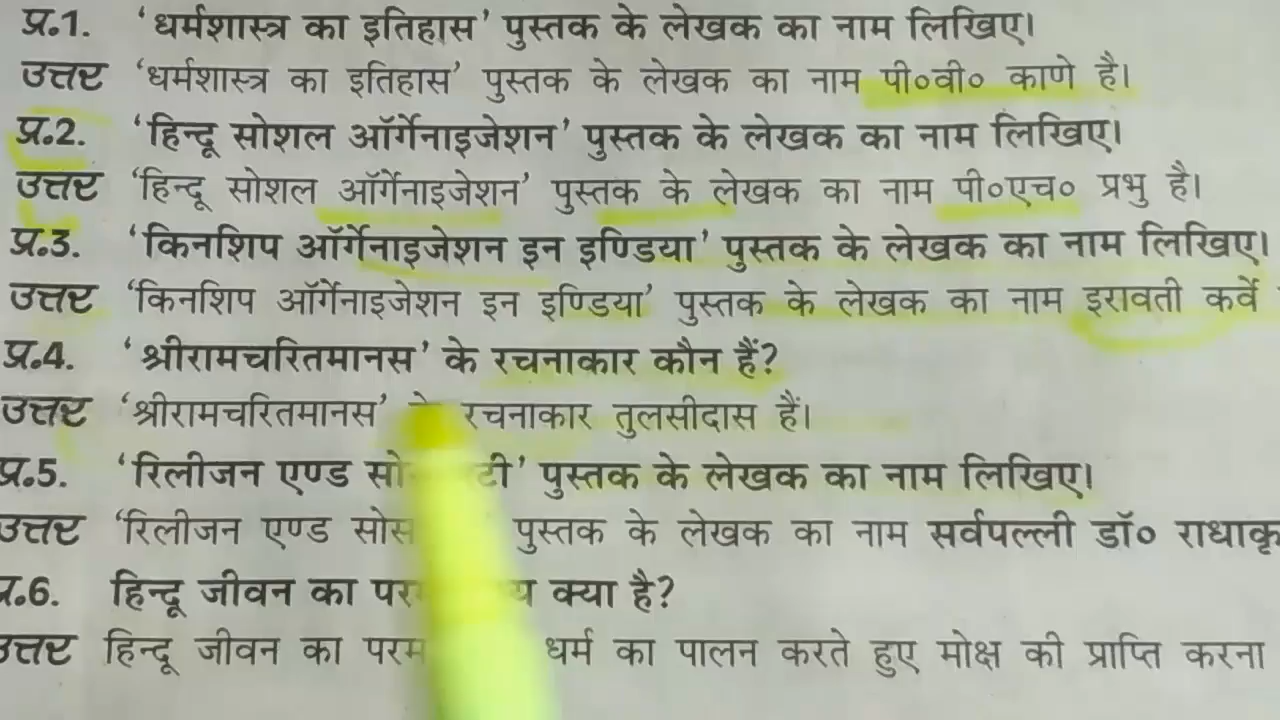 प्र.1. ‘धर्मशास्त्र का इतिहास’ पुस्तक के लेखक का नाम लिखिए।
उत्तर ‘धर्मशास्त्र का इतिहास’ पुस्तक के लेखक का नाम पी०वी० काणे है।
प्र.2. ‘हिन्दू सोशल ऑर्गेनाइजेशन’ पुस्तक के लेखक का नाम लिखिए।
उत्तर ‘हिन्दू सोशल ऑर्गेनाइजेशन’ पुस्तक के लेखक का नाम पी०एच० प्रभु है।
प्र.3. ‘किनशिप ऑर्गेनाइजेशन इन इण्डिया’ पुस्तक के लेखक का नाम लिखिए।
उत्तर ‘किनशिप ऑर्गेनाइजेशन इन इण्डिया’ पुस्तक के लेखक का नाम इरावती कर्वे
प्र.4. ‘श्रीरामचरितमानस’ के रचनाकार कौन हैं?
उत्तर ‘श्रीरामचरितमानस’ रचनाकार तुलसीदास हैं।
प्र.5. ‘रिलीजन एण्ड पुस्तक के लेखक का नाम लिखिए।
उत्तर ‘रिलीजन एण्ड पुस्तक के लेखक का नाम सर्वपल्ली डॉ०
प्र.6. हिन्दू जीवन का क्या है?
उत्तर हिन्दू जीवन का धर्म का पालन करते हुए मोक्ष की प्राप्ति करना